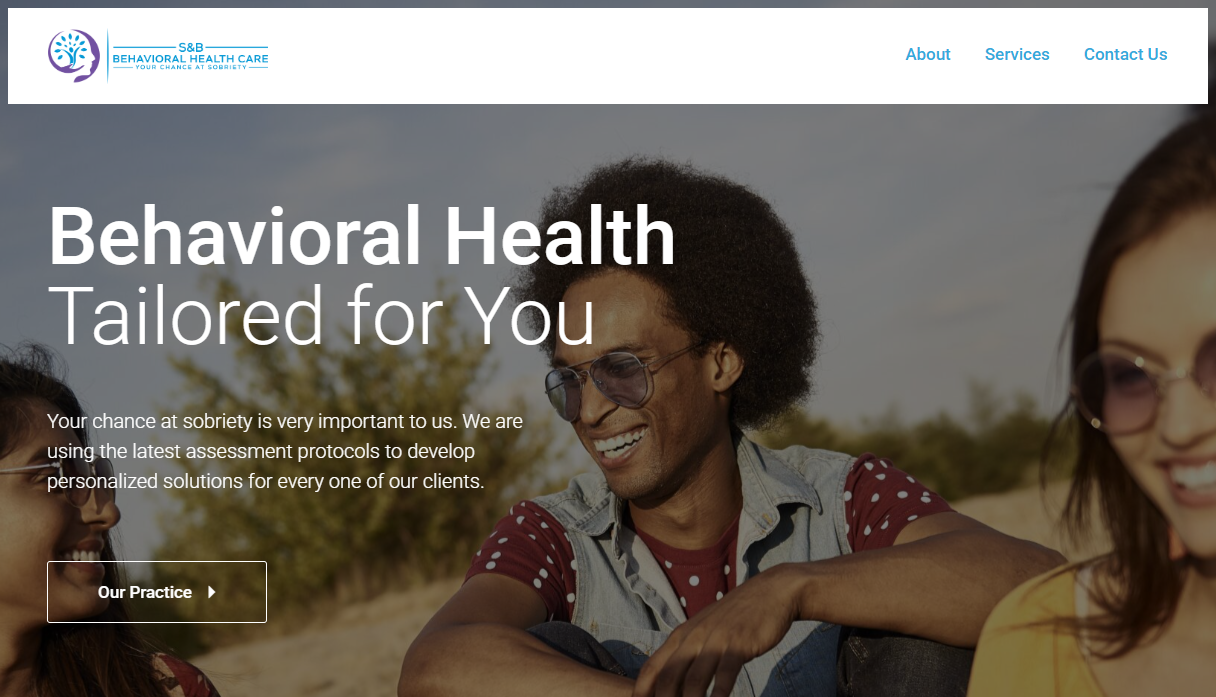 S&B
BEHAVIORAL HEALTH CARE
YOUR CHANCE AT SOBRIETY
About Services Contact Us
Behavioral Health
Tailored for You
Your chance at sobriety is very important to us. We are
using the latest assessment protocols to develop
personalized solutions for every one of our clients.
Our Practice